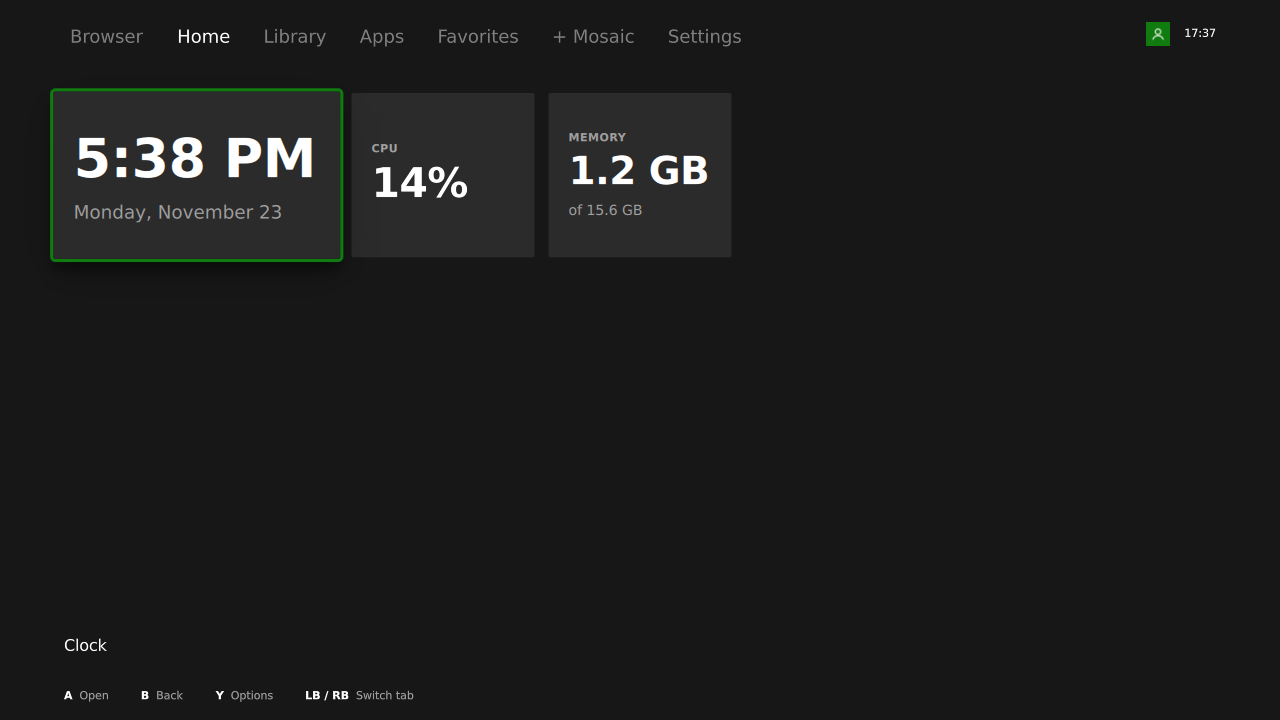 Browser Home Library Apps Favorites + Mosaic Settings 17:37
5:38 PM
Monday, November 23
CPU
14%
MEMORY
1.2 GB
of 15.6 GB
Clock
A Open B Back Y Options LB / RB Switch tab